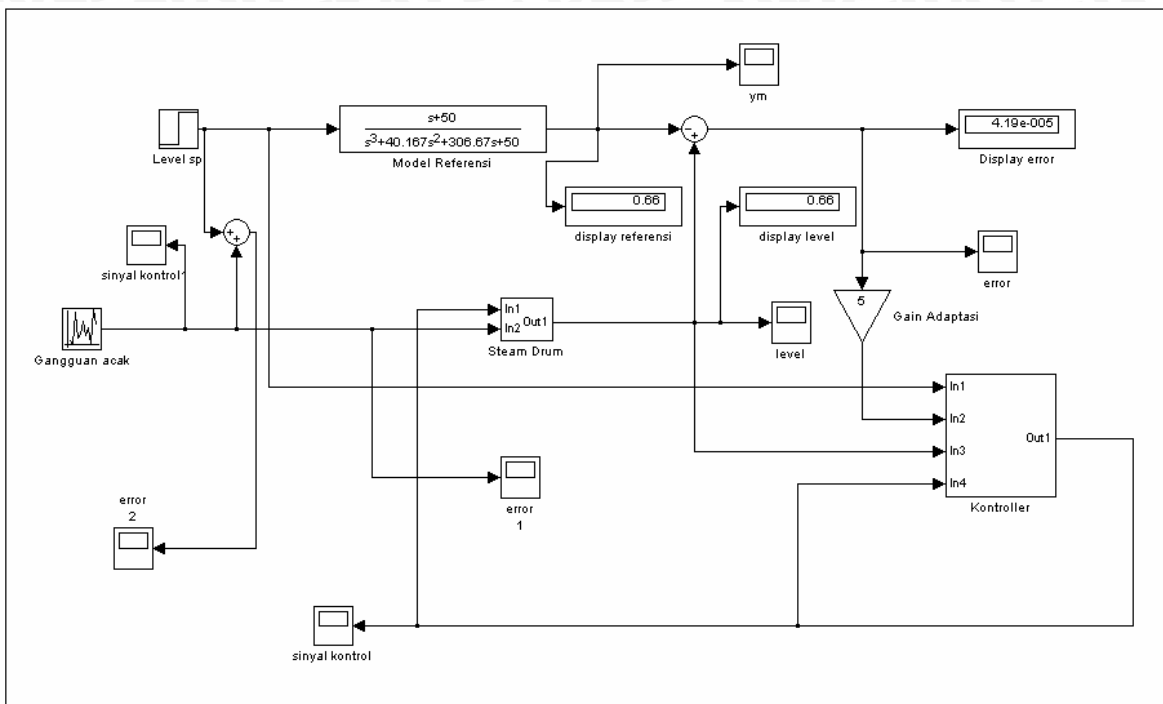 ym
s+50
s³+40.167s²+306.67s+50
Level sp
Model Referensi
-
+
4.19e-005
Display error
+
+
0.66
display referensi
0.66
display level
sinyal kontrol1
error
5
Gain Adaptasi
In1
In2
Out1
Steam Drum
Gangguan acak
level
In1
In2
In3
In4
Out1
Kontroller
error
1
error
2
sinyal kontrol